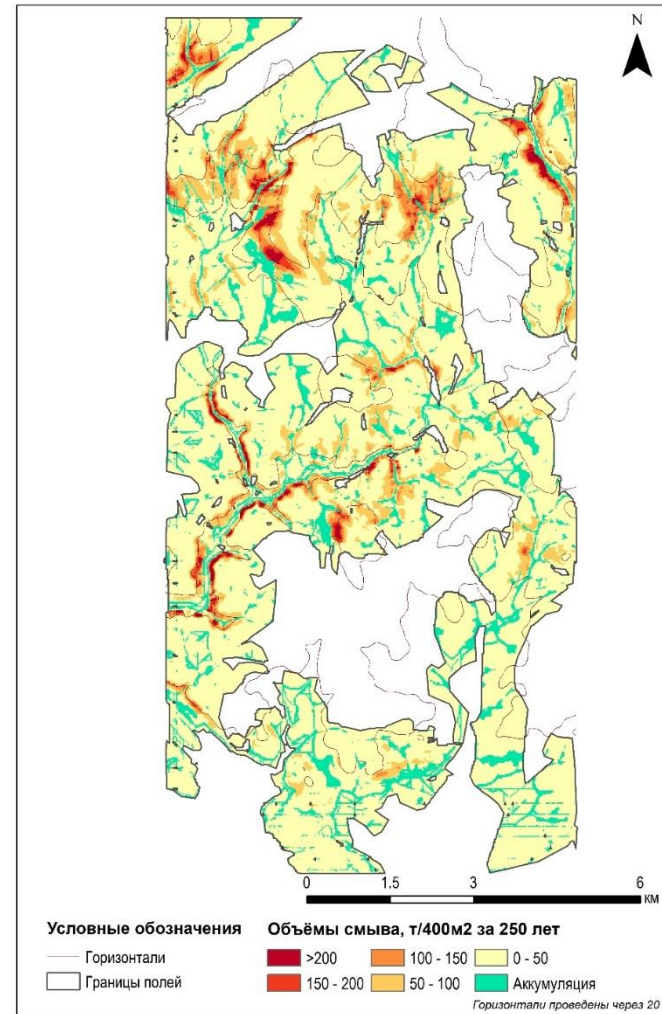 N
0 1.5 3 6
км
Условные обозначения
Горизонтали
Границы полей
Объёмы смыва, т/400м2 за 250 лет
>200 100 - 150 0 - 50
150 - 200 50 - 100 Аккумуляция
Горизонтали проведены через 20